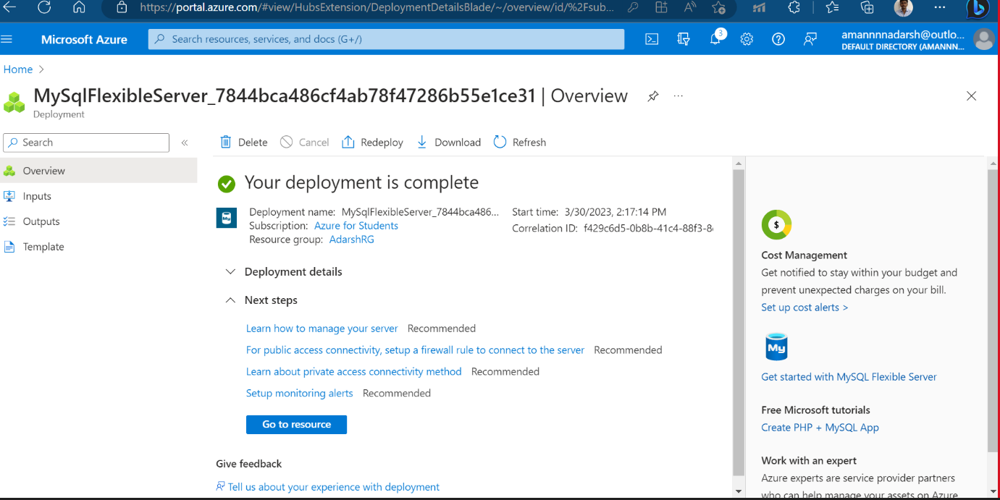 https://portal.azure.com/#view/HubsExtension/DeploymentDetailsBlade/~/overview/id/%2Fsub...
Microsoft Azure
Search resources, services, and docs (G+/)
3
amannnnadarsh@outlo...
DEFAULT DIRECTORY (AMANNN...
Home >
MySqlFlexibleServer_7844bca486cf4ab78f47286b55e1ce31 | Overview
Deployment
Search
Overview
Inputs
Outputs
Template
Delete Cancel Redeploy Download Refresh
Your deployment is complete
My
Deployment name: MySqlFlexibleServer_7844bca486...
Subscription: Azure for Students
Resource group: AdarshRG
Start time: 3/30/2023, 2:17:14 PM
Correlation ID: f429c6d5-0b8b-41c4-88f3-8
Deployment details
Next steps
Learn how to manage your server Recommended
For public access connectivity, setup a firewall rule to connect to the server Recommended
Learn about private access connectivity method Recommended
Setup monitoring alerts Recommended
Go to resource
Give feedback
Tell us about your experience with deployment
$
Cost Management
Get notified to stay within your budget and
prevent unexpected charges on your bill.
Set up cost alerts >
My
Get started with MySQL Flexible Server
Free Microsoft tutorials
Create PHP + MySQL App
Work with an expert
Azure experts are service provider partners
who can help manage your assets on Azure